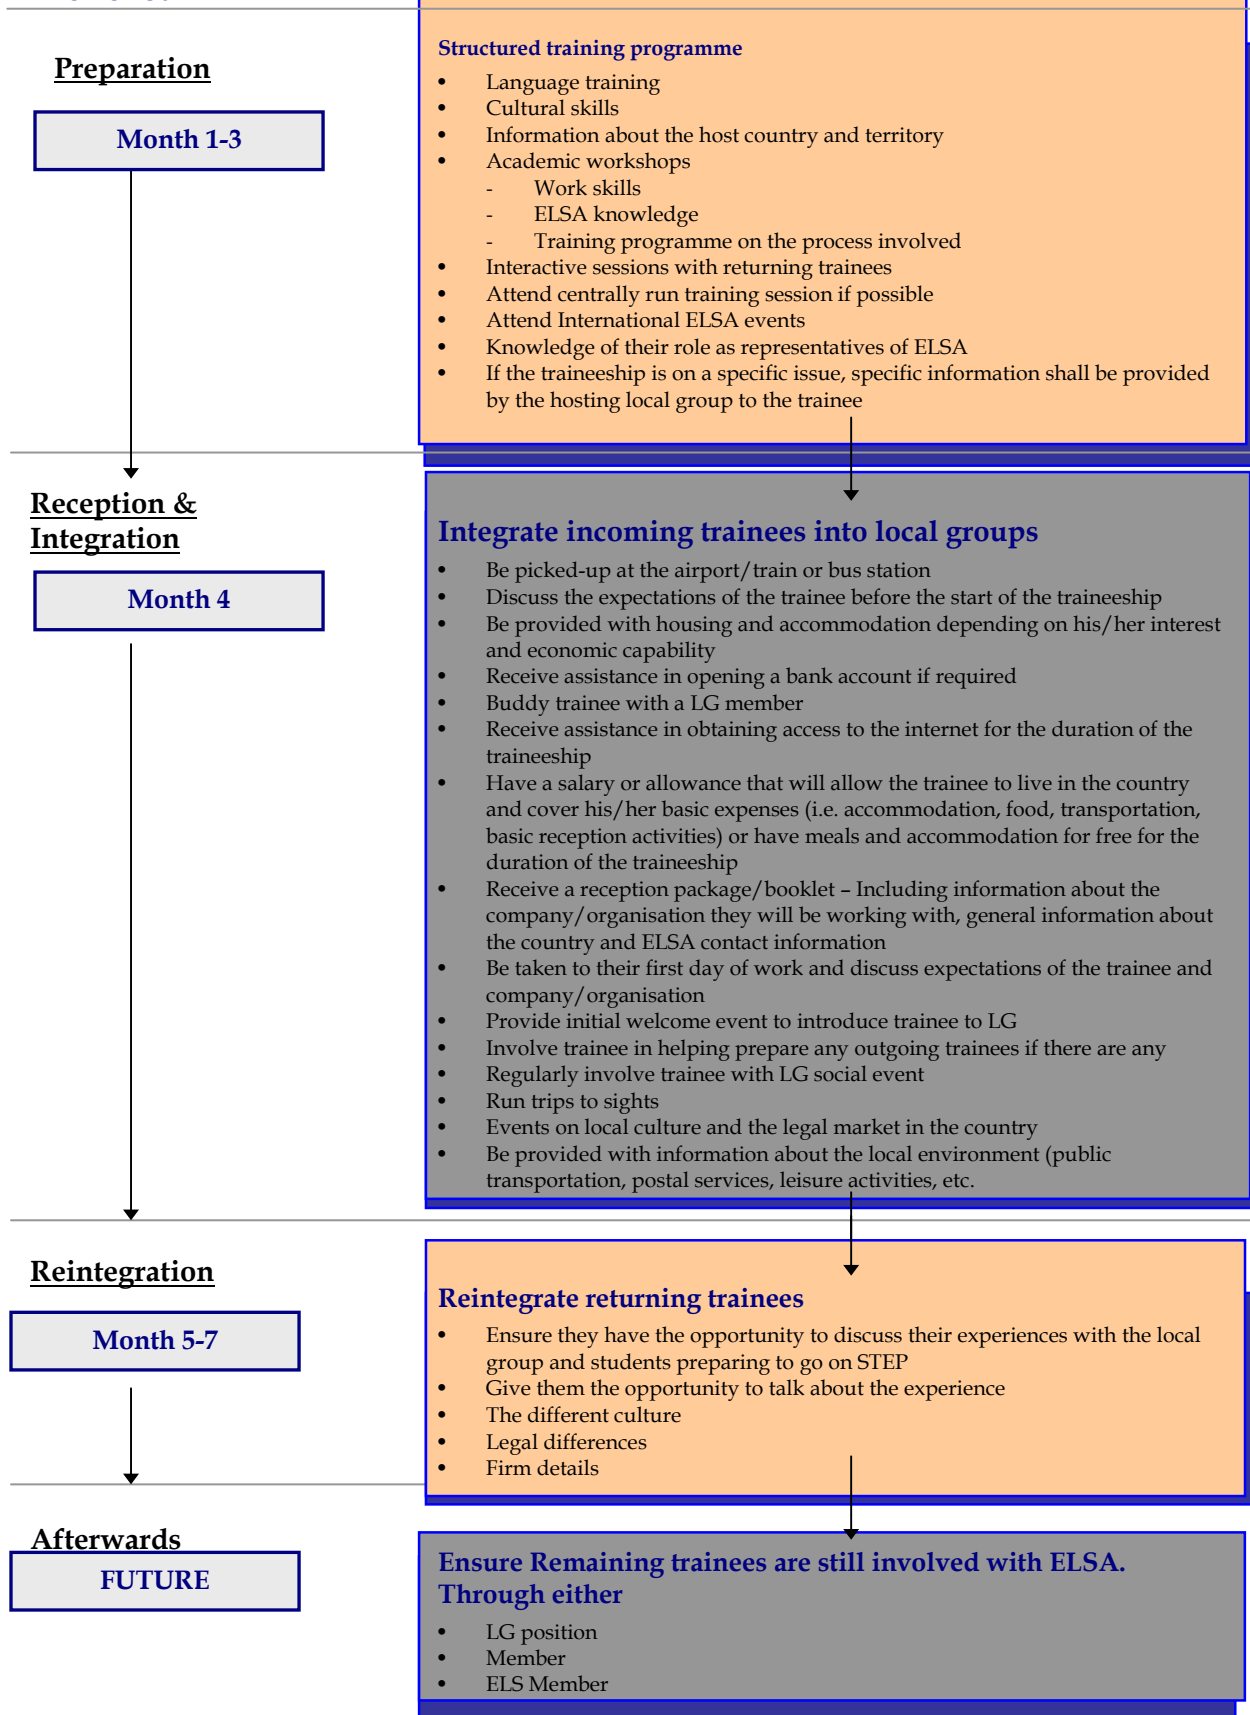 Preparation
Month 1-3
Structured training programme
• Language training
• Cultural skills
• Information about the host country and territory
• Academic workshops
- Work skills
- ELSA knowledge
- Training programme on the process involved
• Interactive sessions with returning trainees
• Attend centrally run training session if possible
• Attend International ELSA events
• Knowledge of their role as representatives of ELSA
• If the traineeship is on a specific issue, specific information shall be provided
by the hosting local group to the trainee
Reception &
Integration
Month 4
Integrate incoming trainees into local groups
• Be picked-up at the airport/train or bus station
• Discuss the expectations of the trainee before the start of the traineeship
• Be provided with housing and accommodation depending on his/her interest
and economic capability
• Receive assistance in opening a bank account if required
• Buddy trainee with a LG member
• Receive assistance in obtaining access to the internet for the duration of the
traineeship
• Have a salary or allowance that will allow the trainee to live in the country
and cover his/her basic expenses (i.e. accommodation, food, transportation,
basic reception activities) or have meals and accommodation for free for the
duration of the traineeship
• Receive a reception package/booklet – Including information about the
company/organisation they will be working with, general information about
the country and ELSA contact information
• Be taken to their first day of work and discuss expectations of the trainee and
company/organisation
• Provide initial welcome event to introduce trainee to LG
• Involve trainee in helping prepare any outgoing trainees if there are any
• Regularly involve trainee with LG social event
• Run trips to sights
• Events on local culture and the legal market in the country
• Be provided with information about the local environment (public
transportation, postal services, leisure activities, etc.
Reintegration
Month 5-7
Reintegrate returning trainees
• Ensure they have the opportunity to discuss their experiences with the local
group and students preparing to go on STEP
• Give them the opportunity to talk about the experience
• The different culture
• Legal differences
• Firm details
Afterwards
FUTURE
Ensure Remaining trainees are still involved with ELSA.
Through either
• LG position
• Member
• ELS Member